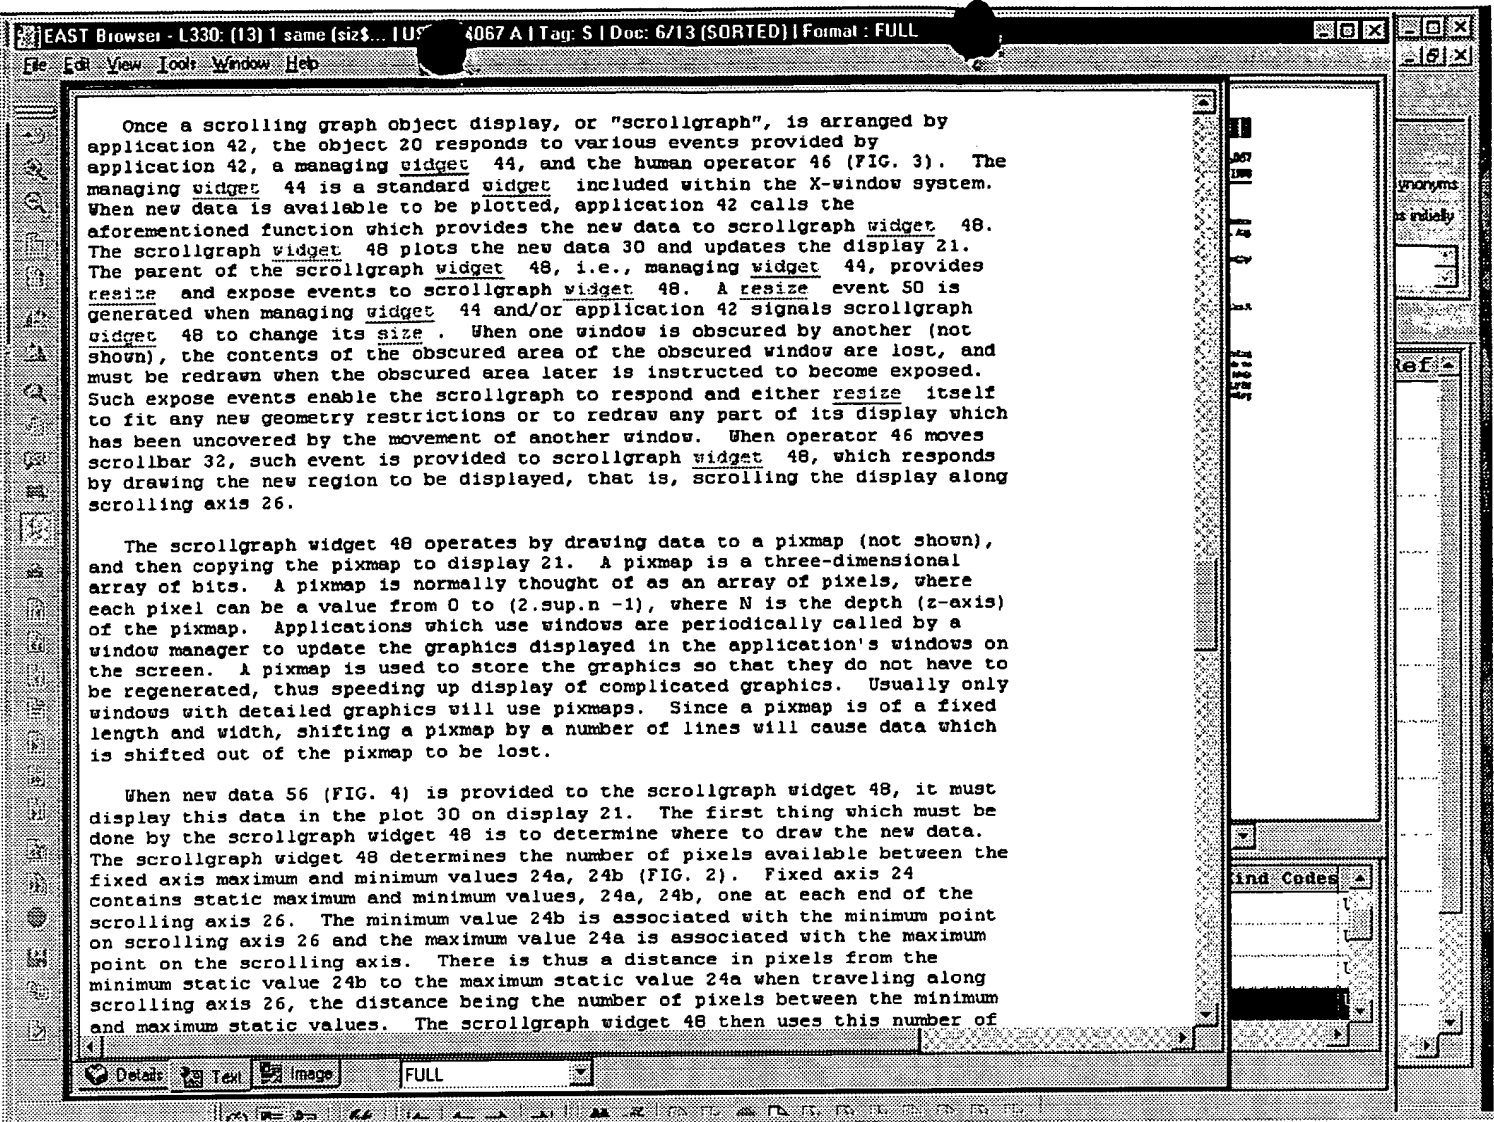 EAST Browser - L330: (13) 1 same (siz$... | US 4067 A | Tag: S | Doc: 6/13 (SORTED) | Format : FULL
File Edit View Tools Window Help
Once a scrolling graph object display, or "scrollgraph", is arranged by
application 42, the object 20 responds to various events provided by
application 42, a managing widget 44, and the human operator 46 (FIG. 3). The
managing widget 44 is a standard widget included within the X-window system.
When new data is available to be plotted, application 42 calls the
aforementioned function which provides the new data to scrollgraph widget 48.
The scrollgraph widget 48 plots the new data 30 and updates the display 21.
The parent of the scrollgraph widget 48, i.e., managing widget 44, provides
resize and expose events to scrollgraph widget 48. A resize event 50 is
generated when managing widget 44 and/or application 42 signals scrollgraph
widget 48 to change its size . When one window is obscured by another (not
shown), the contents of the obscured area of the obscured window are lost, and
must be redrawn when the obscured area later is instructed to become exposed.
Such expose events enable the scrollgraph to respond and either resize itself
to fit any new geometry restrictions or to redraw any part of its display which
has been uncovered by the movement of another window. When operator 46 moves
scrollbar 32, such event is provided to scrollgraph widget 48, which responds
by drawing the new region to be displayed, that is, scrolling the display along
scrolling axis 26.
The scrollgraph widget 48 operates by drawing data to a pixmap (not shown),
and then copying the pixmap to display 21. A pixmap is a three-dimensional
array of bits. A pixmap is normally thought of as an array of pixels, where
each pixel can be a value from 0 to (2.sup.n -1), where N is the depth (z-axis)
of the pixmap. Applications which use windows are periodically called by a
window manager to update the graphics displayed in the application's windows on
the screen. A pixmap is used to store the graphics so that they do not have to
be regenerated, thus speeding up display of complicated graphics. Usually only
windows with detailed graphics will use pixmaps. Since a pixmap is of a fixed
length and width, shifting a pixmap by a number of lines will cause data which
is shifted out of the pixmap to be lost.
When new data 56 (FIG. 4) is provided to the scrollgraph widget 48, it must
display this data in the plot 30 on display 21. The first thing which must be
done by the scrollgraph widget 48 is to determine where to draw the new data.
The scrollgraph widget 48 determines the number of pixels available between the
fixed axis maximum and minimum values 24a, 24b (FIG. 2). Fixed axis 24
contains static maximum and minimum values, 24a, 24b, one at each end of the
scrolling axis 26. The minimum value 24b is associated with the minimum point
on scrolling axis 26 and the maximum value 24a is associated with the maximum
point on the scrolling axis. There is thus a distance in pixels from the
minimum static value 24b to the maximum static value 24a when traveling along
scrolling axis 26, the distance being the number of pixels between the minimum
and maximum static values. The scrollgraph widget 48 then uses this number of
Details Text Image FULL
ynonyms
s initially
Ref
Kind Codes